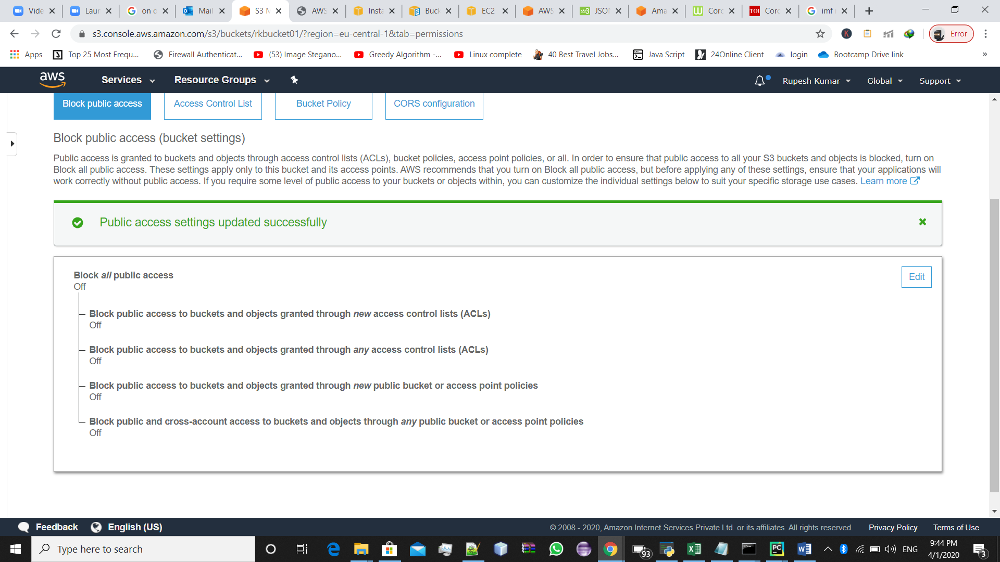 Vide
Laur
on c
Mail
S3 M
AWS
Insta
Buck
EC2
AWS
JSON
Ama
Coro
Coro
imf
s3.console.aws.amazon.com/s3/buckets/rkbucket01/?region=eu-central-1&tab=permissions
K
Error
Apps
Top 25 Most Frequ...
Firewall Authenticat...
(53) Image Stegano...
Greedy Algorithm -...
Linux complete
40 Best Travel Jobs...
Java Script
24Online Client
login
Bootcamp Drive link
»
aws
Services
Resource Groups
Rupesh Kumar
Global
Support
Block public access
Access Control List
Bucket Policy
CORS configuration
Block public access (bucket settings)
Public access is granted to buckets and objects through access control lists (ACLs), bucket policies, access point policies, or all. In order to ensure that public access to all your S3 buckets and objects is blocked, turn on
Block all public access. These settings apply only to this bucket and its access points. AWS recommends that you turn on Block all public access, but before applying any of these settings, ensure that your applications will
work correctly without public access. If you require some level of public access to your buckets or objects within, you can customize the individual settings below to suit your specific storage use cases. Learn more
Public access settings updated successfully
Block all public access
Off
Edit
Block public access to buckets and objects granted through new access control lists (ACLs)
Off
Block public access to buckets and objects granted through any access control lists (ACLs)
Off
Block public access to buckets and objects granted through new public bucket or access point policies
Off
Block public and cross-account access to buckets and objects through any public bucket or access point policies
Off
Feedback
English (US)
© 2008 - 2020, Amazon Internet Services Private Ltd. or its affiliates. All rights reserved.
Privacy Policy
Terms of Use
Type here to search
93
ENG
9:44 PM
4/1/2020
3